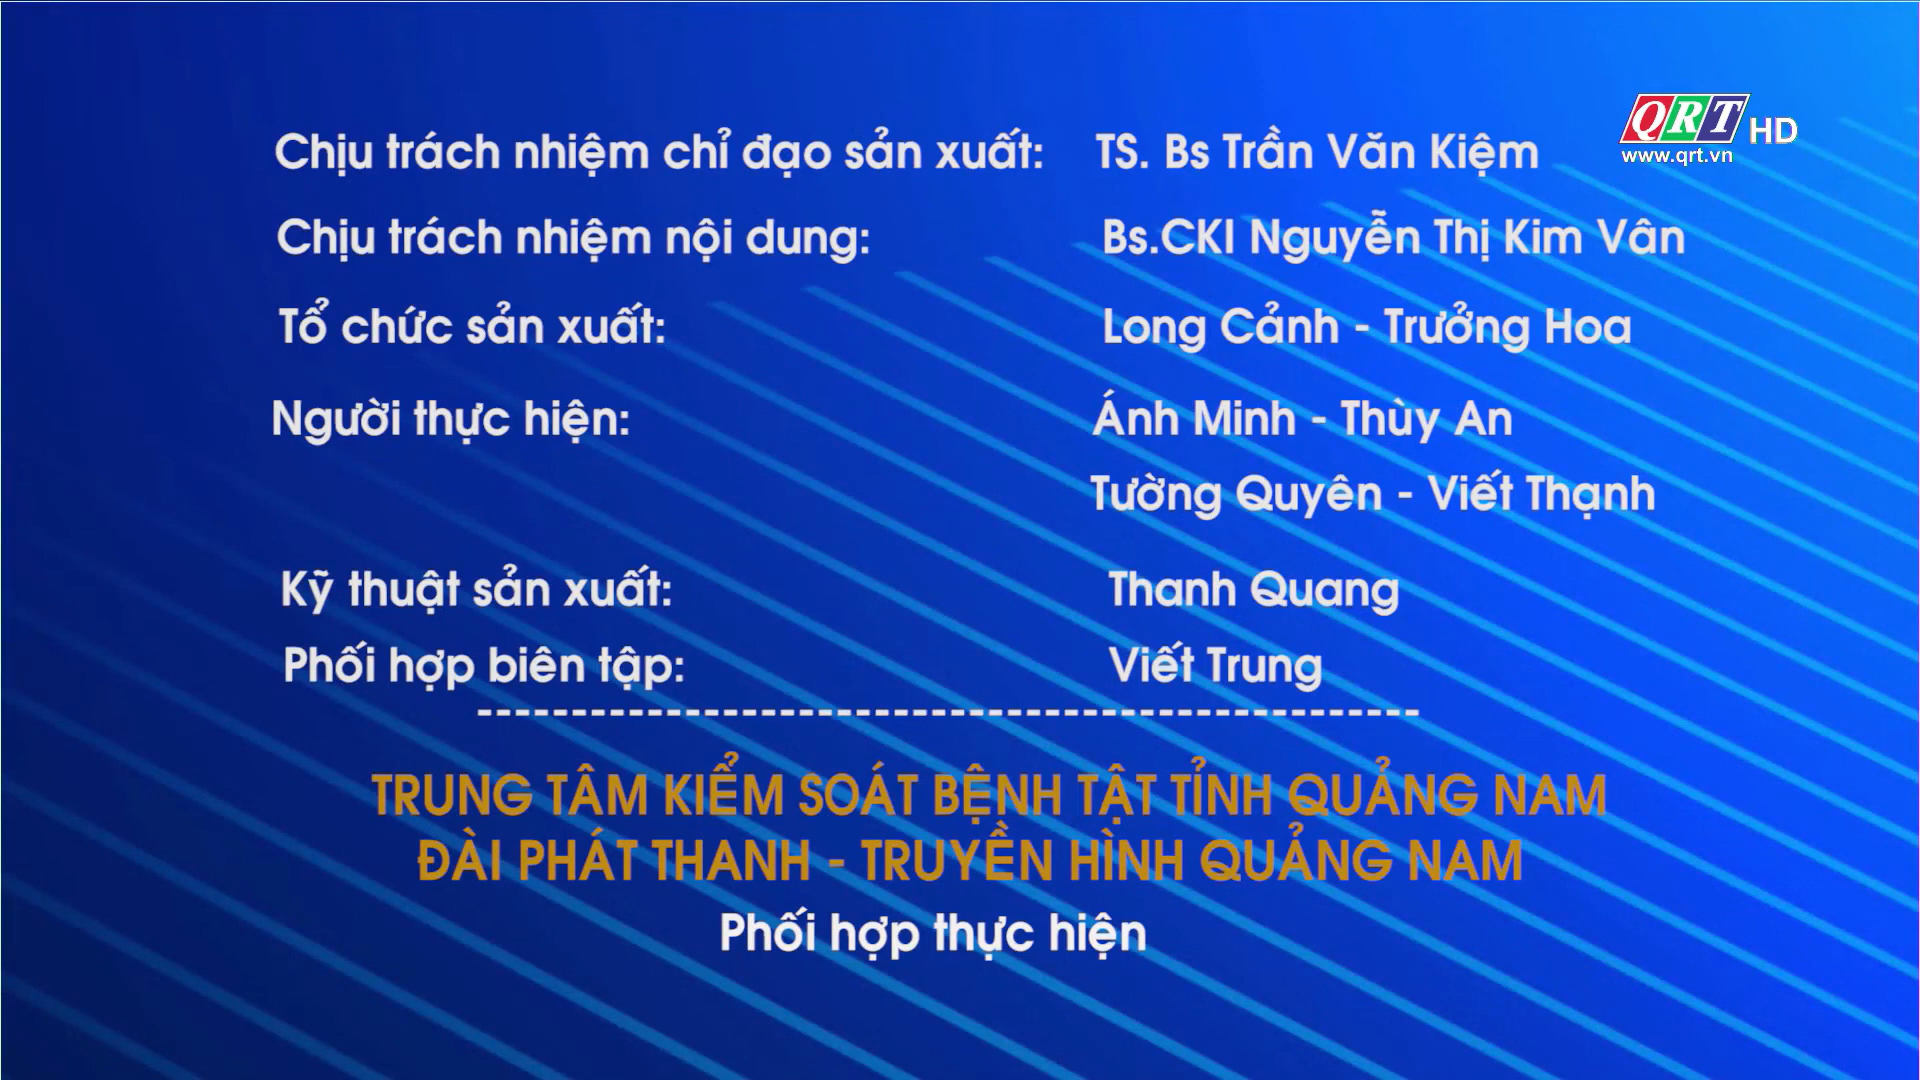 QRT HD
www.qrt.vn
Chịu trách nhiệm chỉ đạo sản xuất: TS. Bs Trần Văn Kiệm
Chịu trách nhiệm nội dung: Bs.CKI Nguyễn Thị Kim Vân
Tổ chức sản xuất: Long Cảnh - Trưởng Hoa
Người thực hiện: Ánh Minh - Thùy An
Tường Quyên - Viết Thạnh
Kỹ thuật sản xuất: Thanh Quang
Phối hợp biên tập: Viết Trung
--------------------------------------------------
TRUNG TÂM KIỂM SOÁT BỆNH TẬT TỈNH QUẢNG NAM
ĐÀI PHÁT THANH - TRUYỀN HÌNH QUẢNG NAM
Phối hợp thực hiện